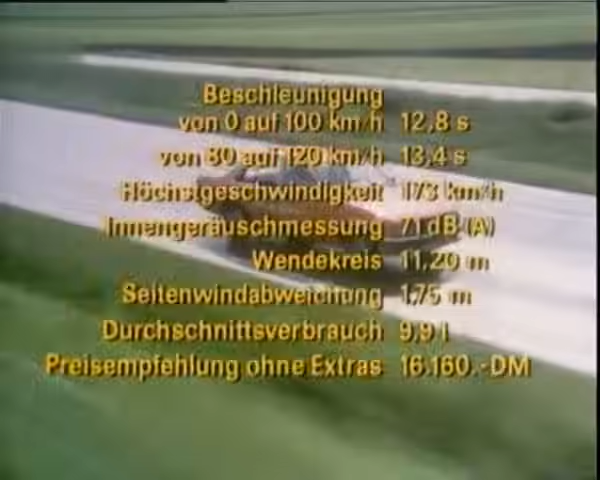 Beschleunigung
von 0 auf 100 km/h 12,8 s
von 80 auf 120 km/h 13,4 s
Höchstgeschwindigkeit 173 km/h
Innengeräuschmessung 71 dB (A)
Wendekreis 11,20 m
Seitenwindabweichung 1,75 m
Durchschnittsverbrauch 9,9 l
Preisempfehlung ohne Extras 16.160.-DM